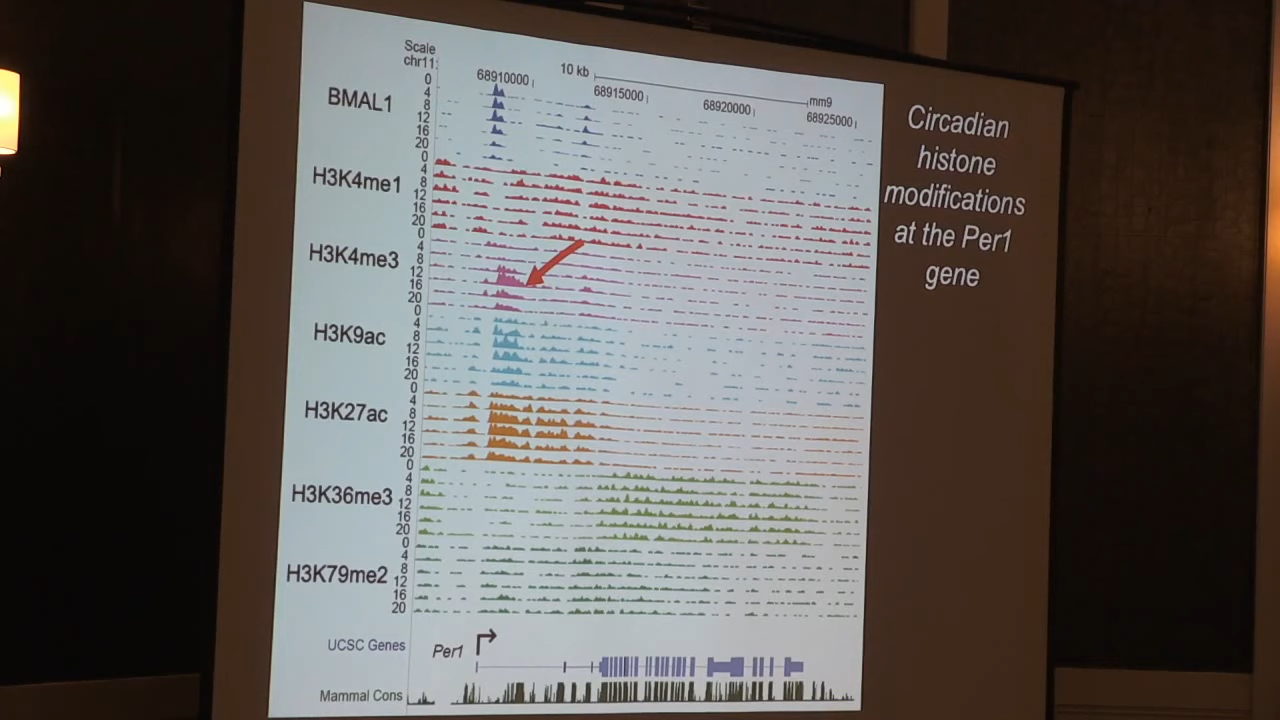 Scale
chr11:
10 kb
mm9
68910000
68915000
68920000
68925000
BMAL1
0
4
8
12
16
20
H3K4me1
0
4
8
12
16
20
H3K4me3
0
4
8
12
16
20
H3K9ac
0
4
8
12
16
20
H3K27ac
0
4
8
12
16
20
H3K36me3
0
4
8
12
16
20
H3K79me2
0
4
8
12
16
20
UCSC Genes
Per1
Mammal Cons
Circadian
histone
modifications
at the Per1
gene